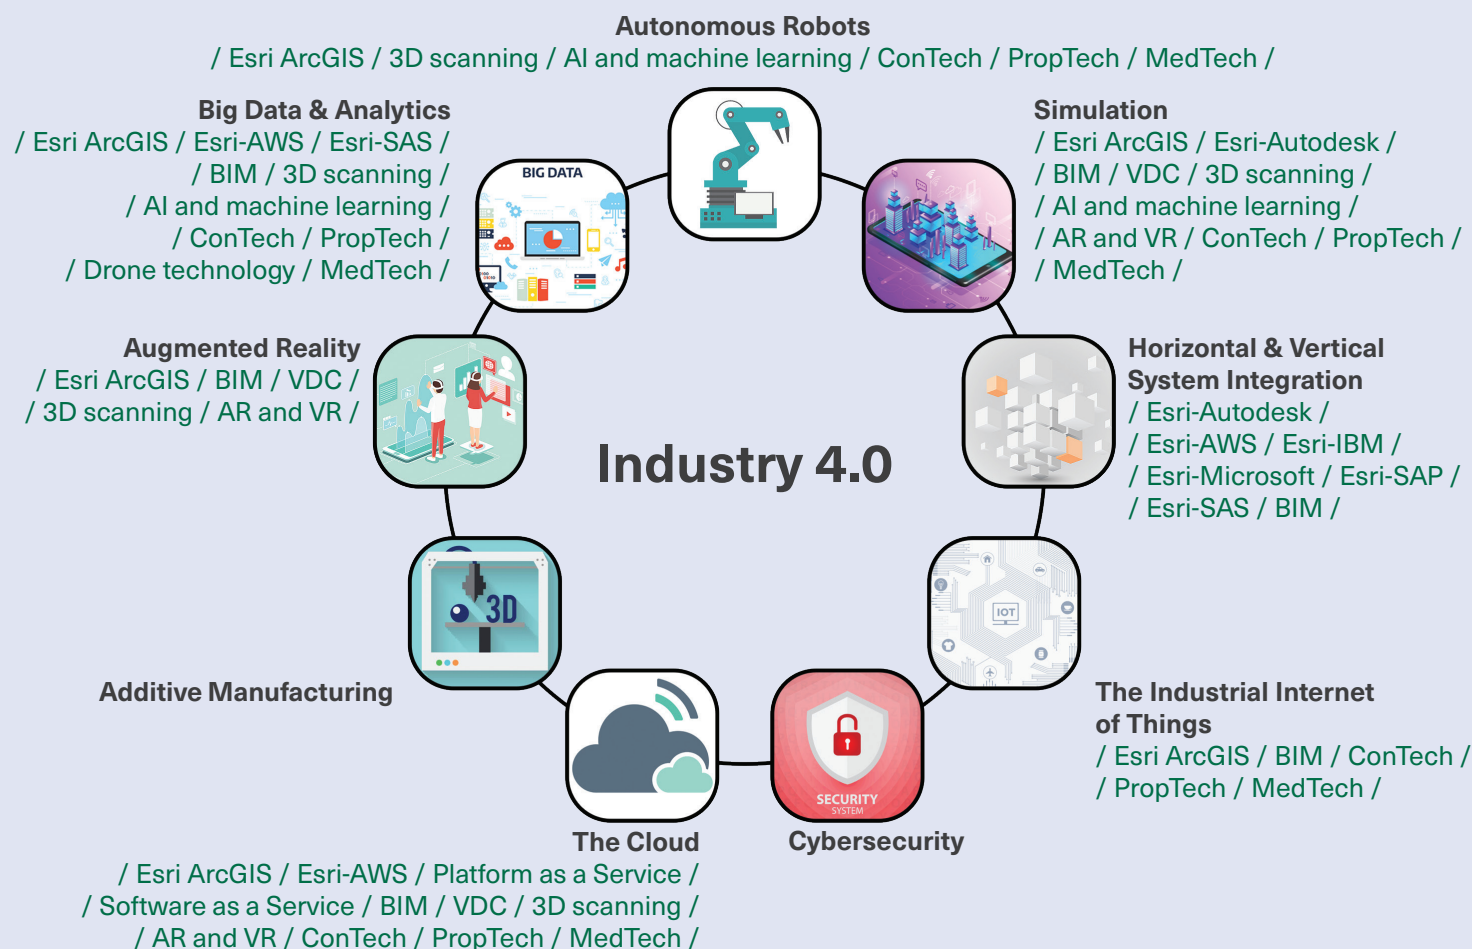 Autonomous Robots
/ Esri ArcGIS / 3D scanning / AI and machine learning / ConTech / PropTech / MedTech /
Big Data & Analytics
/ Esri ArcGIS / Esri-AWS / Esri-SAS /
/ BIM / 3D scanning /
/ AI and machine learning /
/ ConTech / PropTech /
/ Drone technology / MedTech /
BIG DATA
Simulation
/ Esri ArcGIS / Esri-Autodesk /
/ BIM / VDC / 3D scanning /
/ AI and machine learning /
/ AR and VR / ConTech / PropTech /
/ MedTech /
Augmented Reality
/ Esri ArcGIS / BIM / VDC /
/ 3D scanning / AR and VR /
Industry 4.0
Horizontal & Vertical
System Integration
/ Esri-Autodesk /
/ Esri-AWS / Esri-IBM /
/ Esri-Microsoft / Esri-SAP /
/ Esri-SAS / BIM /
3D
IOT
Additive Manufacturing
The Industrial Internet
of Things
/ Esri ArcGIS / BIM / ConTech /
/ PropTech / MedTech /
SECURITY
SYSTEM
The Cloud
/ Esri ArcGIS / Esri-AWS / Platform as a Service /
/ Software as a Service / BIM / VDC / 3D scanning /
/ AR and VR / ConTech / PropTech / MedTech /
Cybersecurity